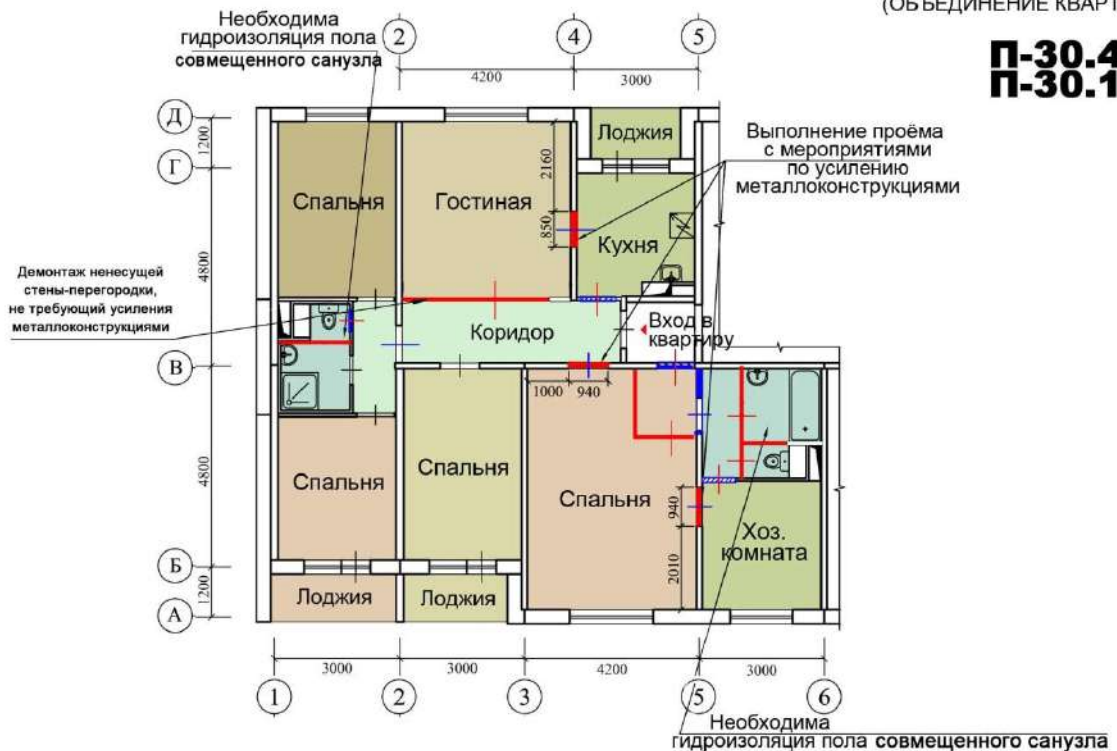 (ОБЪЕДИНЕНИЕ КВАРТ
П-30.4
П-30.1
Необходима
гидроизоляция пола
совмещенного санузла
2
4
5
4200
3000
Д
Г
В
Б
А
1200
4800
4800
1200
Лоджия
Выполнение проёма
с мероприятиями
по усилению
металлоконструкциями
2160
850
Спальня
Гостиная
Кухня
Демонтаж ненесущей
стены-перегородки,
не требующий усиления
металлоконструкциями
Коридор
Вход в
квартиру
1000
940
Спальня
Спальня
Спальня
940
2010
Хоз.
комната
Лоджия
Лоджия
3000
3000
4200
3000
1
2
3
5
6
Необходима
гидроизоляция пола совмещенного санузла